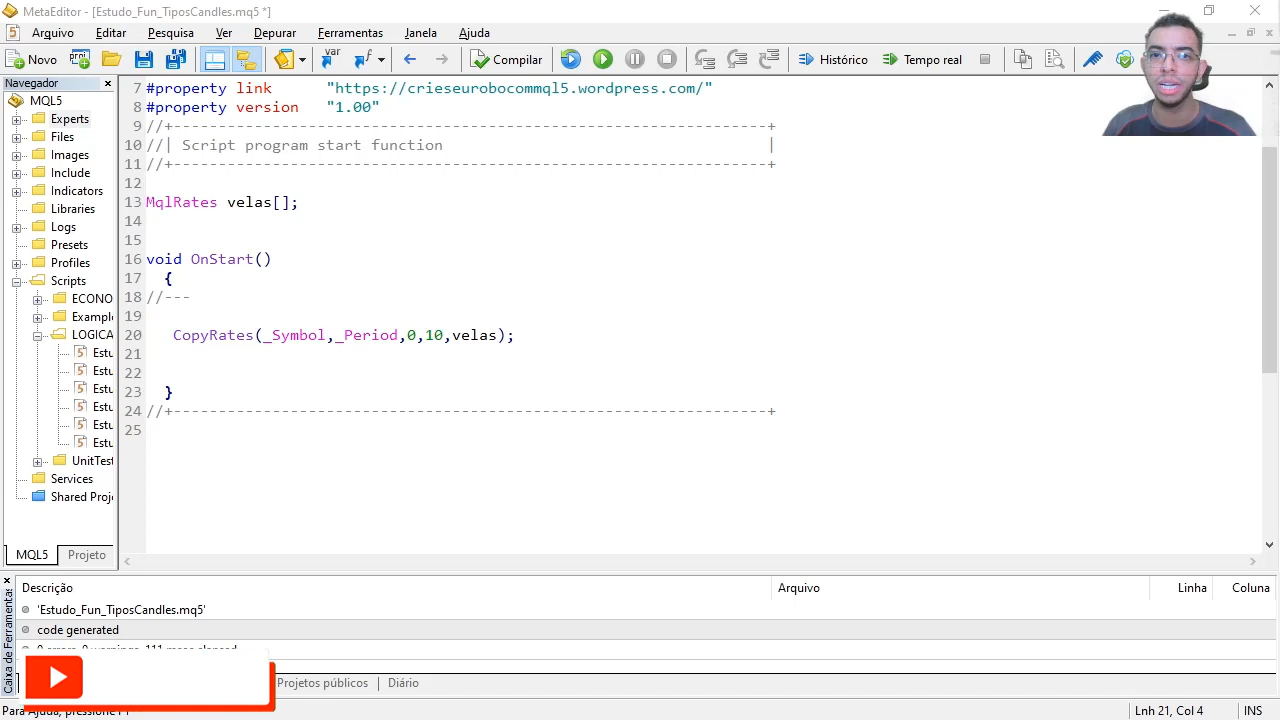 MetaEditor - [Estudo_Fun_TiposCandles.mq5 *]
Arquivo Editar Pesquisa Ver Depurar Ferramentas Janela Ajuda
Novo var Compilar Histórico Tempo real
Navegador
MQL5
Experts
Files
Images
Include
Indicators
Libraries
Logs
Presets
Profiles
Scripts
ECONO
Exampl
LOGICA
Estu
Estu
Estu
Estu
Estu
Estu
UnitTest
Services
Shared Proj
MQL5 Projeto
7 #property link "https://crieseurobocommql5.wordpress.com/"
8 #property version "1.00"
9 //+------------------------------------------------------------------+
10 //| Script program start function |
11 //+------------------------------------------------------------------+
12
13 MqlRates velas[];
14
15
16 void OnStart()
17 {
18 //---
19
20 CopyRates(_Symbol,_Period,0,10,velas);
21
22
23 }
24 //+------------------------------------------------------------------+
25
Caixa de Ferramentas
Descrição Arquivo Linha Coluna
'Estudo_Fun_TiposCandles.mq5'
code generated
Projetos públicos Diário
Para Ajuda, pressione F1
Lnh 21, Col 4 INS